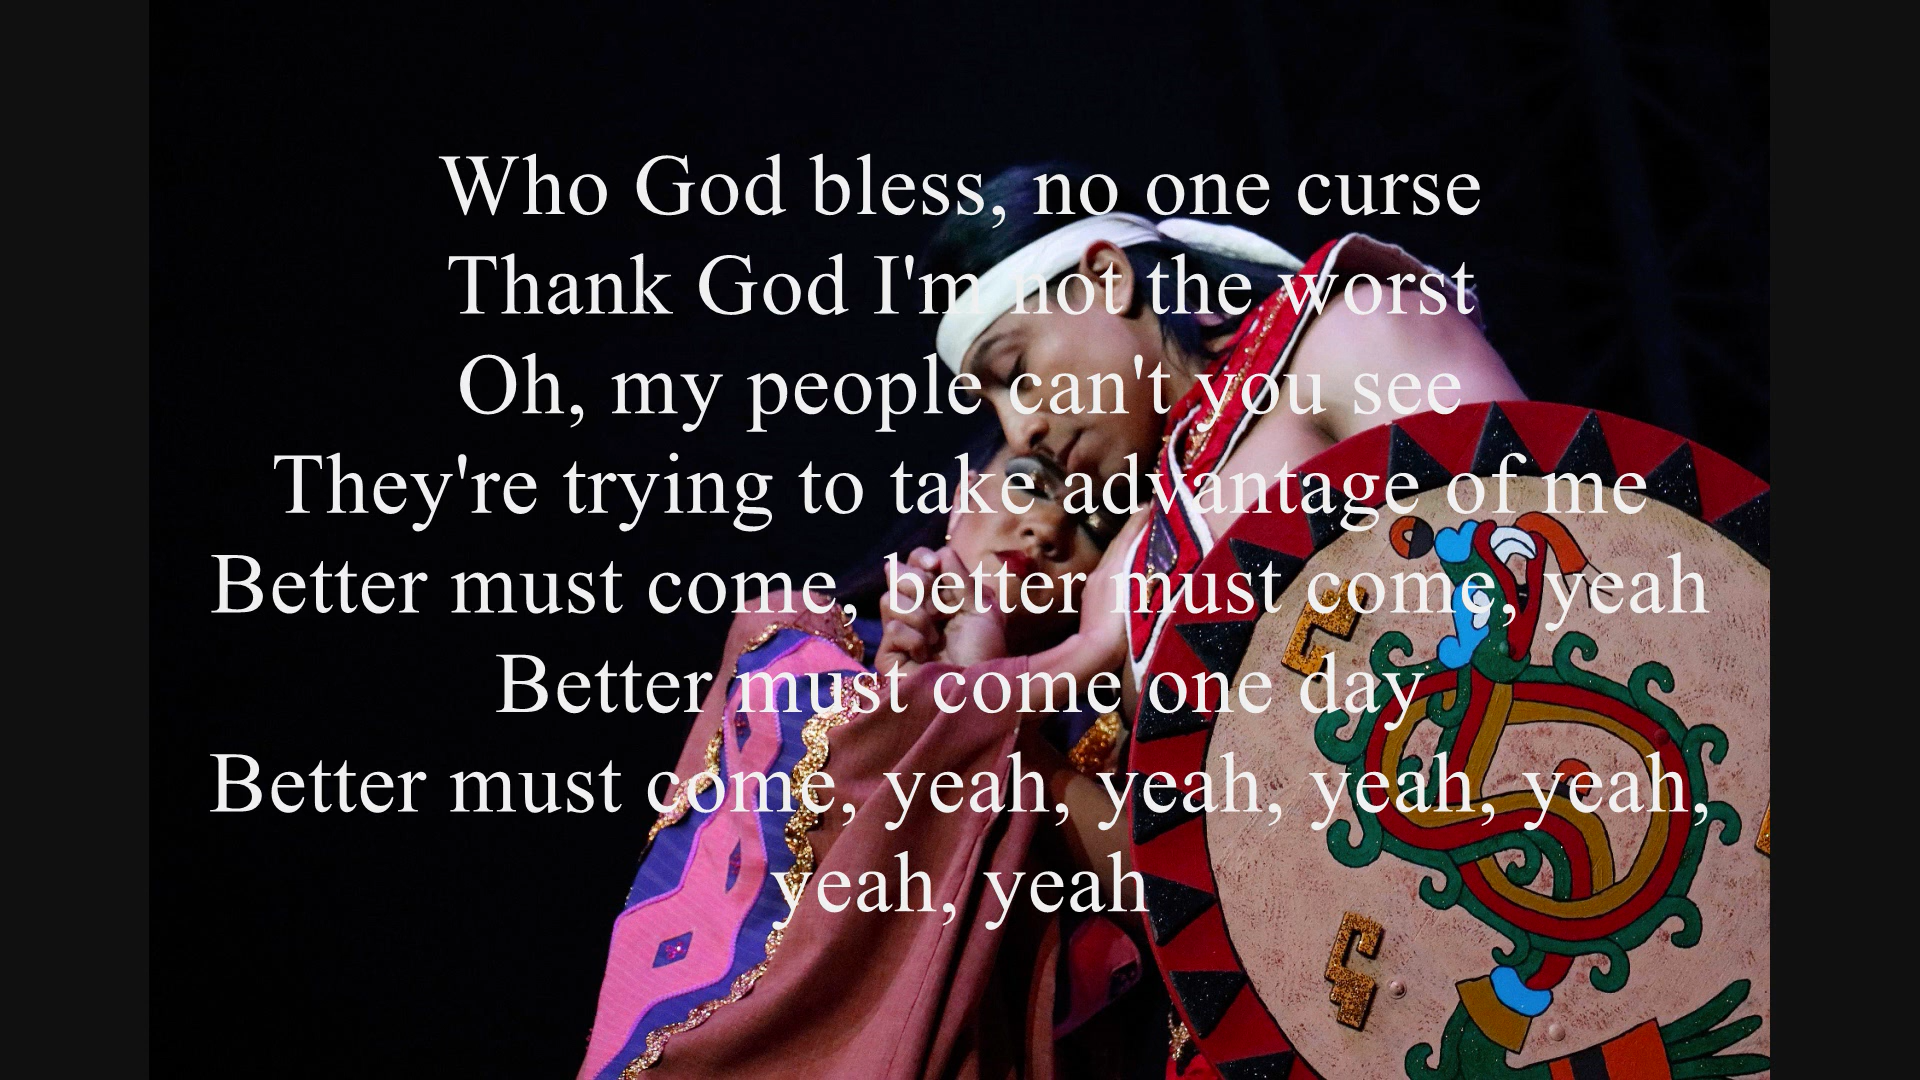 Who God bless, no one curse
Thank God I'm not the worst
Oh, my people can't you see
They're trying to take advantage of me
Better must come, better must come, yeah
Better must come one day
Better must come, yeah, yeah, yeah, yeah,
yeah, yeah